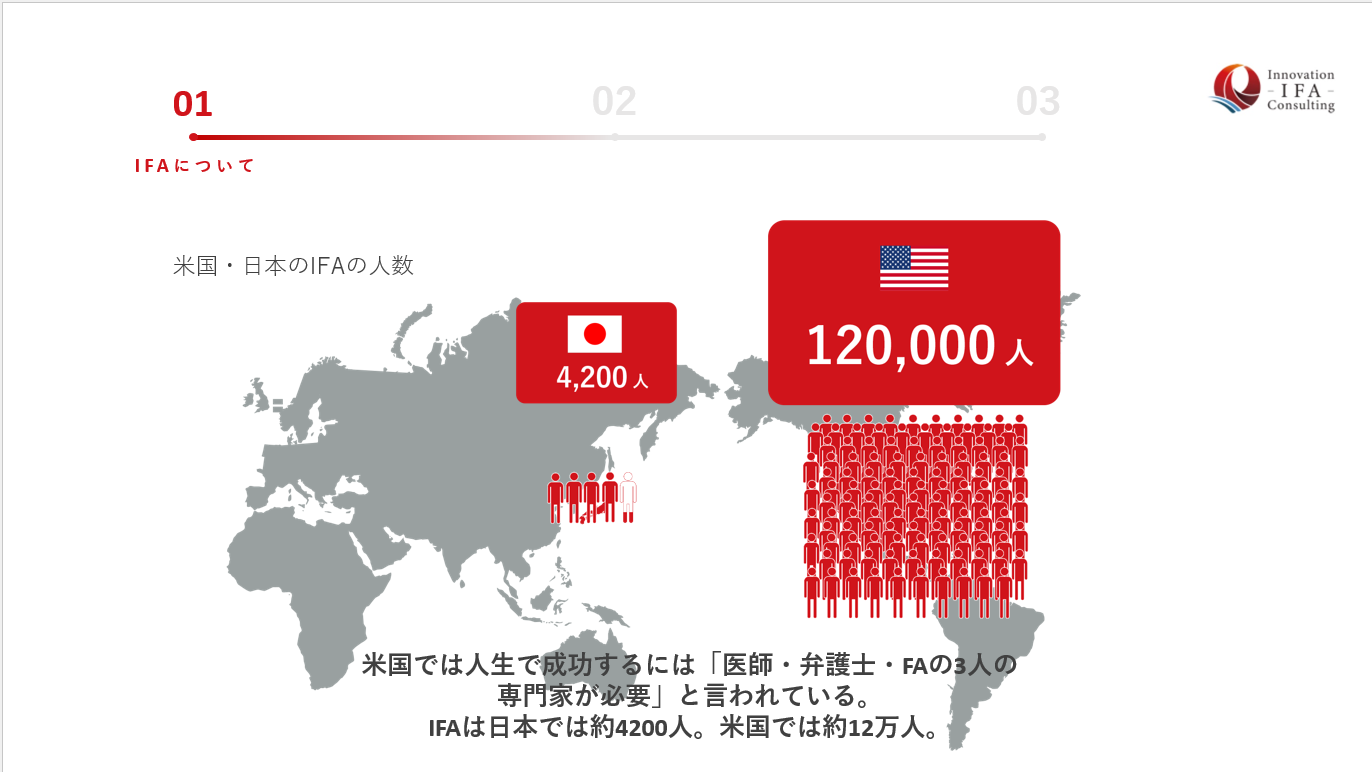 01
02
03
Innovation
- I F A -
Consulting
IFAについて
米国・日本のIFAの人数
4,200 人
120,000 人
米国では人生で成功するには「医師・弁護士・FAの3人の
専門家が必要」と言われている。
IFAは日本では約4200人。米国では約12万人。